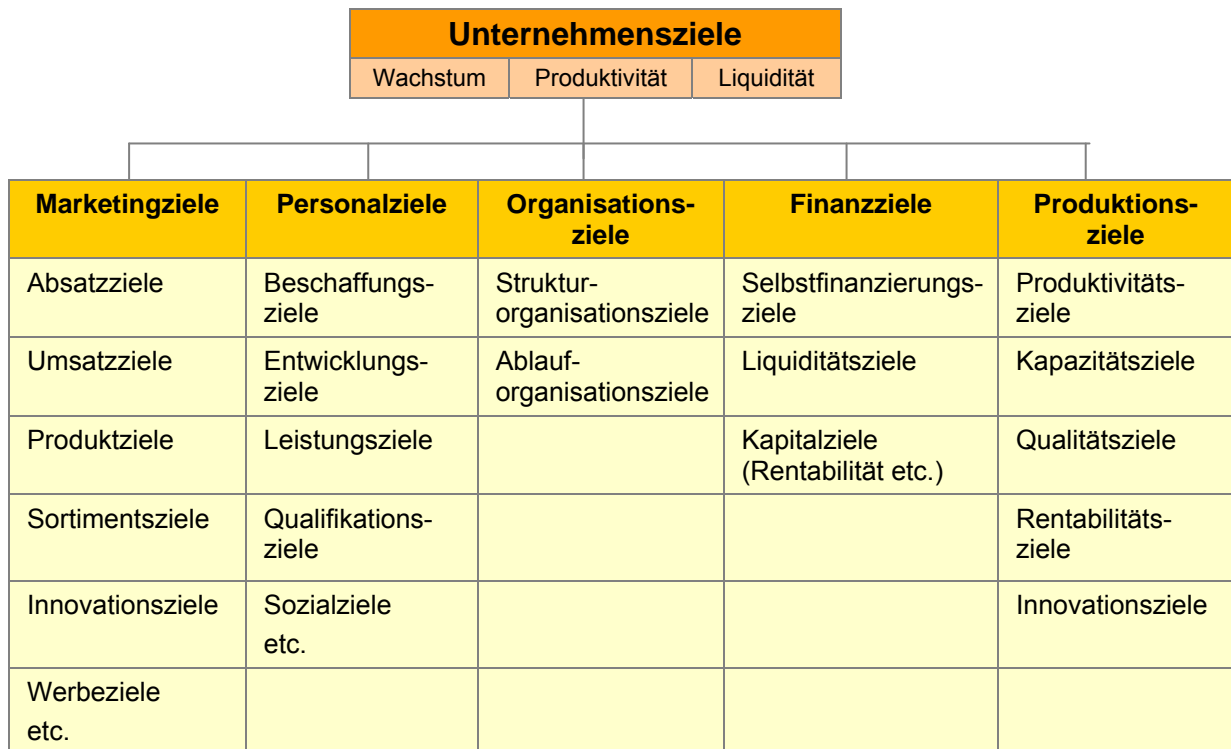 Unternehmensziele
Wachstum Produktivität Liquidität
Marketingziele Personalziele Organisations- Finanzziele Produktions-
ziele ziele
Absatzziele Beschaffungs- Struktur- Selbstfinanzierungs- Produktivitäts-
ziele organisationsziele ziele ziele
Umsatzziele Entwicklungs- Ablauf- Liquiditätsziele Kapazitätsziele
ziele organisationsziele
Produktziele Leistungsziele Kapitalziele Qualitätsziele
(Rentabilität etc.)
Sortimentsziele Qualifikations- Rentabilitäts-
ziele ziele
Innovationsziele Sozialziele Innovationsziele
etc.
Werbeziele
etc.